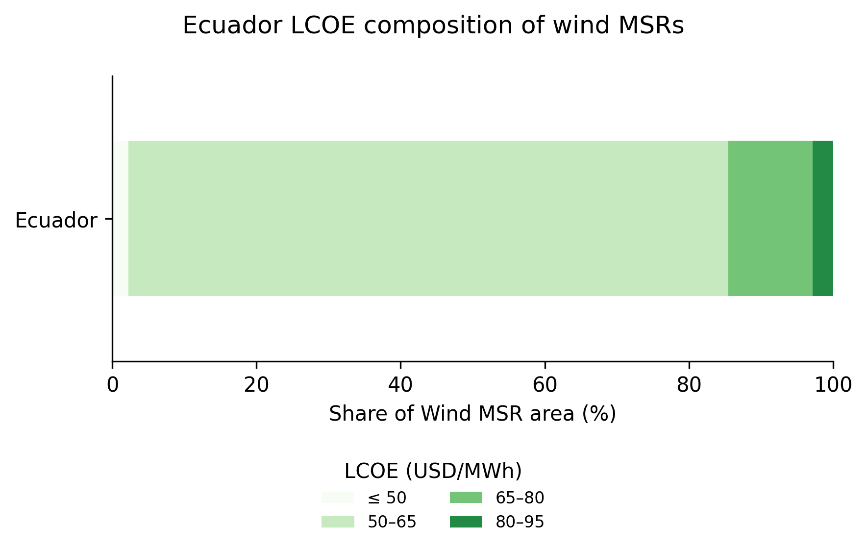 Ecuador LCOE composition of wind MSRs
Ecuador
0 20 40 60 80 100
Share of Wind MSR area (%)
LCOE (USD/MWh)
≤ 50 65–80
50–65 80–95